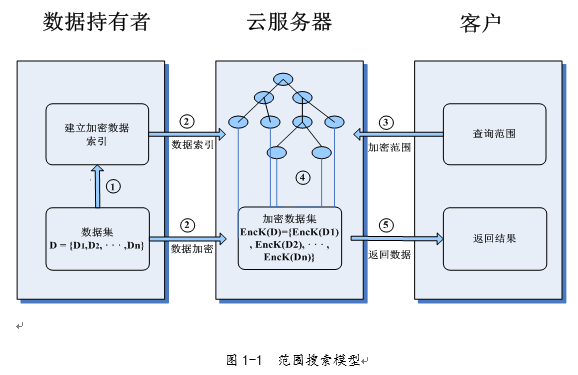 数据持有者
云服务器
客户
建立加密数据
索引
①
数据集
D = {D1,D2, · · · ,Dn}
②
数据索引
②
数据加密
④
加密数据集
EncK(D)={EncK(D1)
, EncK(D2), · · · ,
EncK(Dn)}
③
加密范围
⑤
返回数据
查询范围
返回结果
图 1-1 范围搜索模型